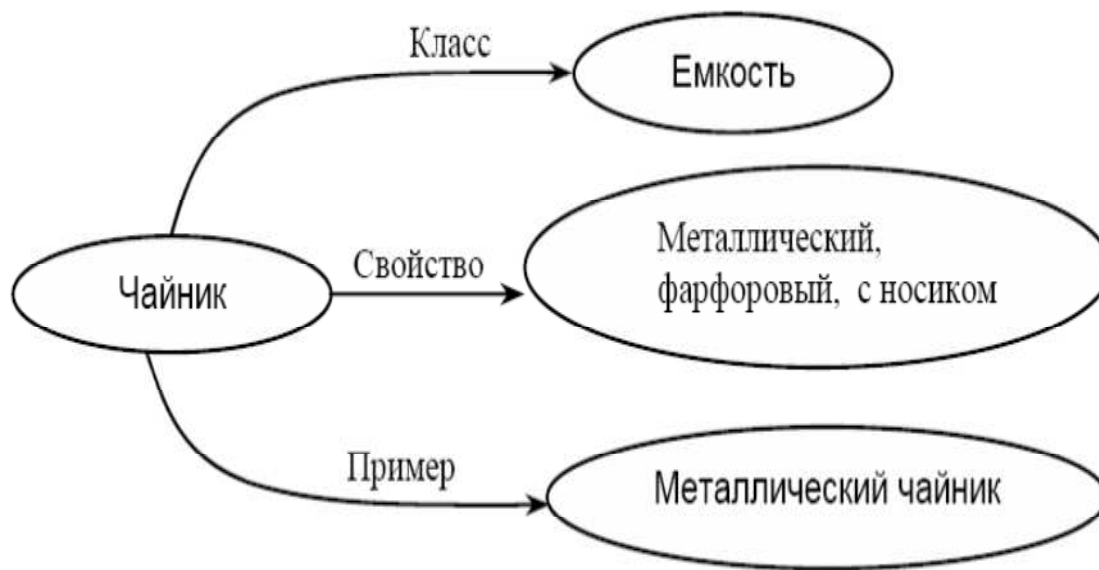 Класс
Емкость
Чайник
Свойство
Металлический,
фарфоровый, с носиком
Пример
Металлический чайник